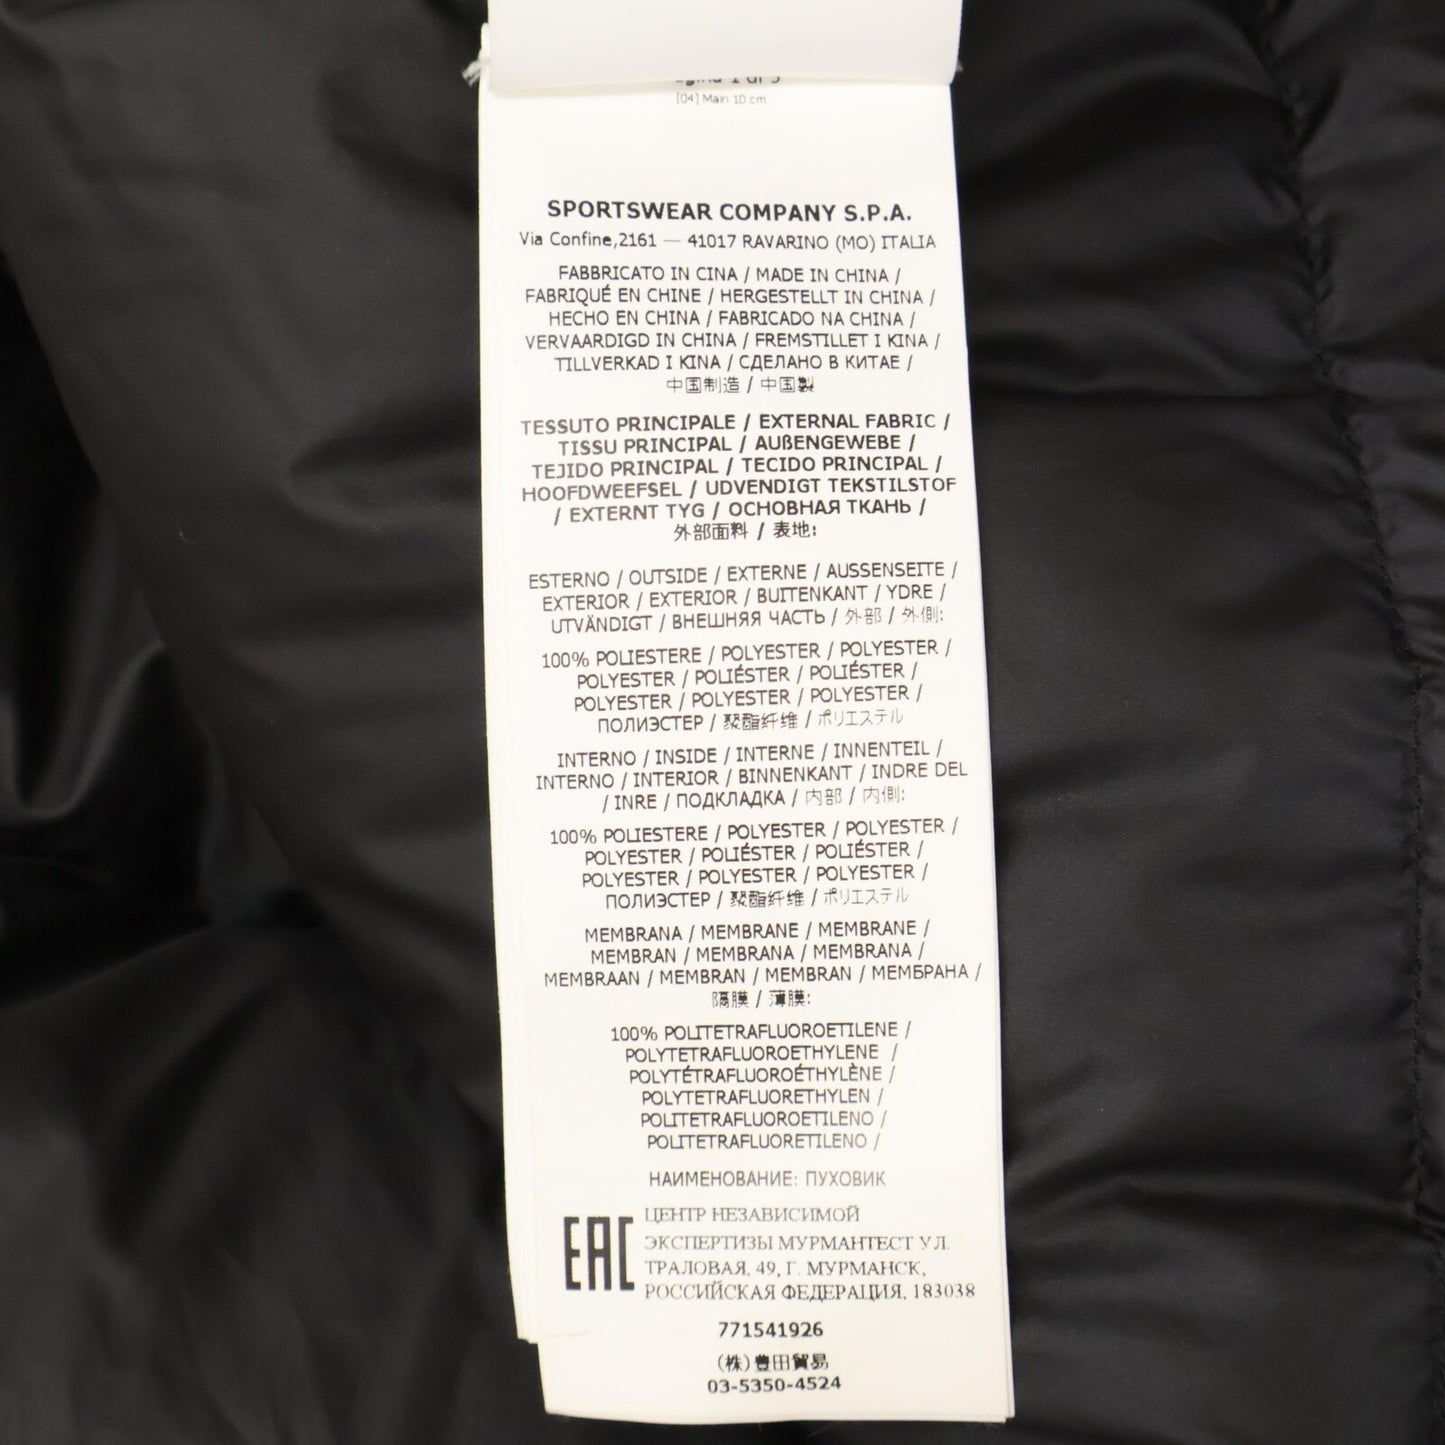 1 di 5
[04] Main 10 cm
SPORTSWEAR COMPANY S.P.A.
Via Confine,2161 — 41017 RAVARINO (MO) ITALIA
FABBRICATO IN CINA / MADE IN CHINA /
FABRIQUÉ EN CHINE / HERGESTELLT IN CHINA /
HECHO EN CHINA / FABRICADO NA CHINA /
VERVAARDIGD IN CHINA / FREMSTILLET I KINA /
TILLVERKAD I KINA / СДЕЛАНО В КИТАЕ /
中国制造 / 中国製
TESSUTO PRINCIPALE / EXTERNAL FABRIC /
TISSU PRINCIPAL / AUßENGEWEBE /
TEJIDO PRINCIPAL / TECIDO PRINCIPAL /
HOOFDWEEFSEL / UDVENDIGT TEKSTILSTOF
/ EXTERNT TYG / ОСНОВНАЯ ТКАНЬ /
外部面料 / 表地:
ESTERNO / OUTSIDE / EXTERNE / AUSSENSEITE /
EXTERIOR / EXTERIOR / BUITENKANT / YDRE /
UTVÄNDIGT / ВНЕШНЯЯ ЧАСТЬ / 外部 / 外側:
100% POLIESTERE / POLYESTER / POLYESTER /
POLYESTER / POLIÉSTER / POLIÉSTER /
POLYESTER / POLYESTER / POLYESTER /
ПОЛИЭСТЕР / 聚酯纤维 / ポリエステル
INTERNO / INSIDE / INTERNE / INNENTEIL /
INTERNO / INTERIOR / BINNENKANT / INDRE DEL
/ INRE / ПОДКЛАДКА / 内部 / 内側:
100% POLIESTERE / POLYESTER / POLYESTER /
POLYESTER / POLIÉSTER / POLIÉSTER /
POLYESTER / POLYESTER / POLYESTER /
ПОЛИЭСТЕР / 聚酯纤维 / ポリエステル
MEMBRANA / MEMBRANE / MEMBRANE /
MEMBRAN / MEMBRANA / MEMBRANA /
MEMBRAAN / MEMBRAN / MEMBRAN / МЕМБРАНА /
隔膜 / 薄膜:
100% POLITETRAFLUOROETILENE /
POLYTETRAFLUOROETHYLENE /
POLYTÉTRAFLUOROÉTHYLÈNE /
POLYTETRAFLUORETHYLEN /
POLITETRAFLUOROETILENO /
POLITETRAFLUORETILENO /
НАИМЕНОВАНИЕ: ПУХОВИК
EAC
ЦЕНТР НЕЗАВИСИМОЙ
ЭКСПЕРТИЗЫ МУРМАНТЕСТ УЛ.
ТРАЛОВАЯ, 49, Г. МУРМАНСК,
РОССИЙСКАЯ ФЕДЕРАЦИЯ, 183038
771541926
(株)豊田貿易
03-5350-4524